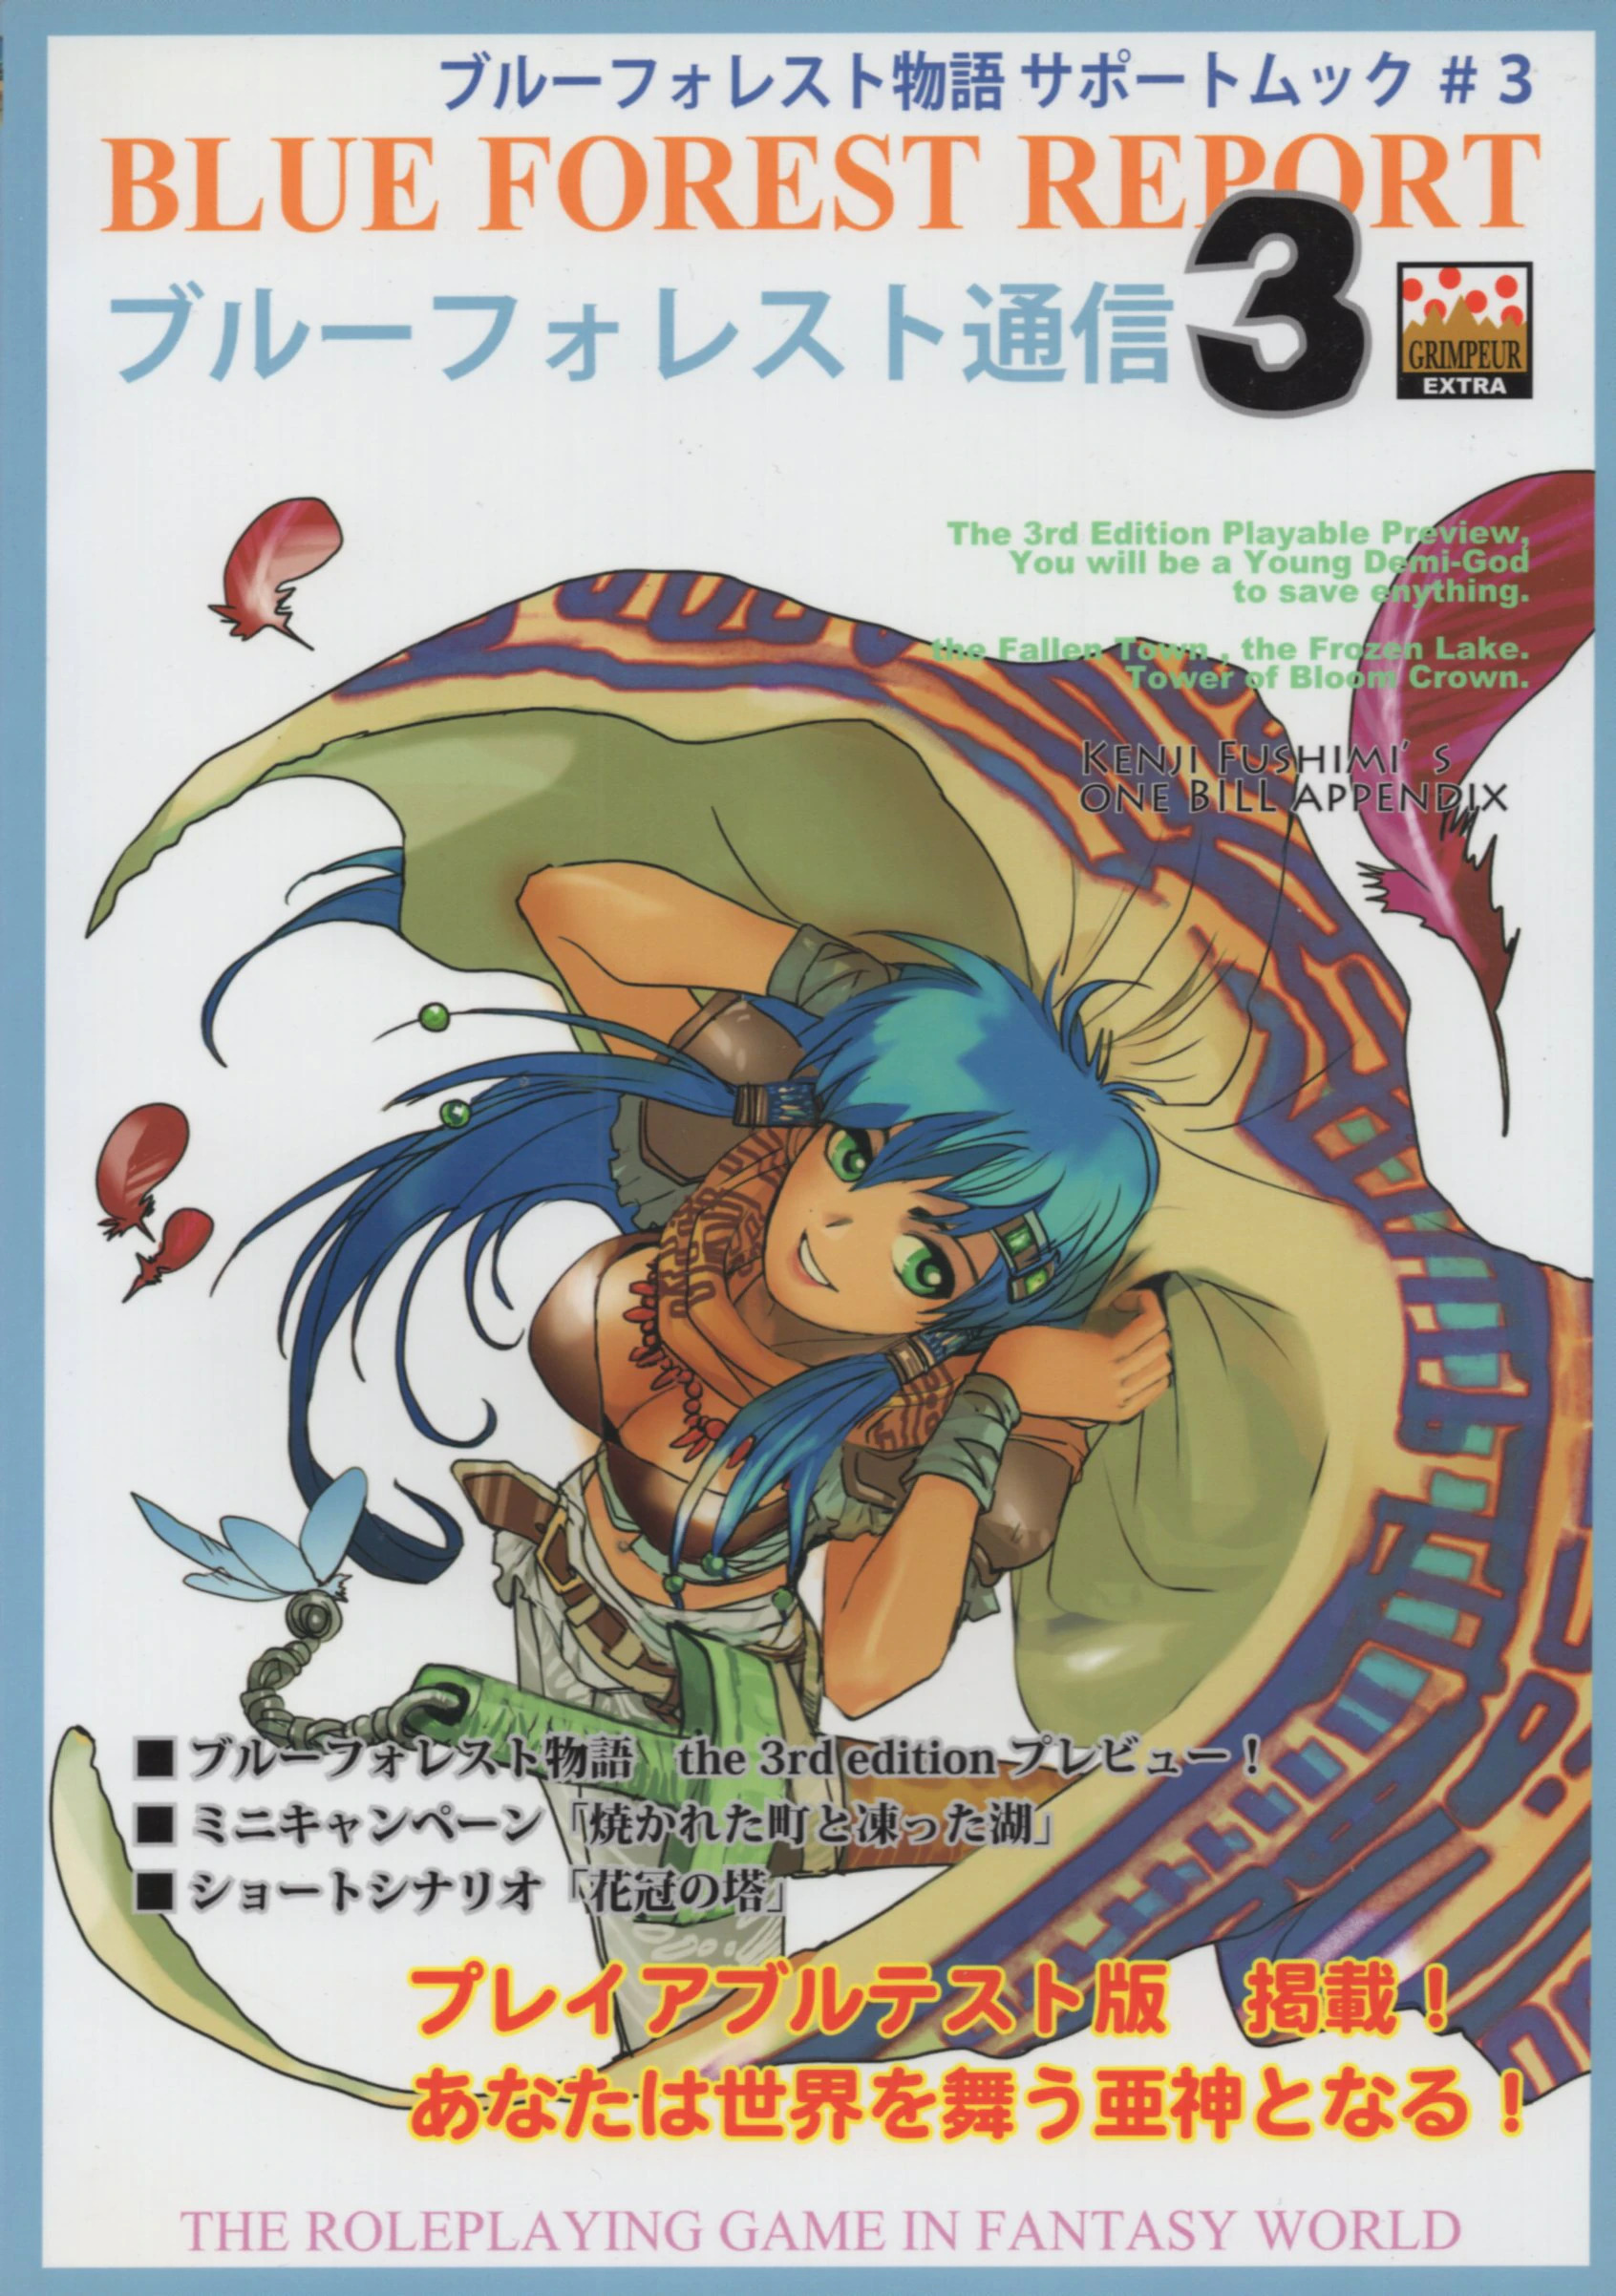 ブルーフォレスト物語 サポートムック #3
BLUE FOREST REPORT
ブルーフォレスト通信
3
GRIMPEUR
EXTRA
The 3rd Edition Playable Preview,
You will be a Young Demi-God
to save enything.
the Fallen Town , the Frozen Lake.
Tower of Bloom Crown.
KENJI FUSHIMI's
ONE BILL APPENDIX
■ ブルーフォレスト物語 the 3rd edition プレビュー！
■ ミニキャンペーン「焼かれた町と凍った湖」
■ ショートシナリオ「花冠の塔」
プレイアブルテスト版 掲載！
あなたは世界を舞う亜神となる！
THE ROLEPLAYING GAME IN FANTASY WORLD